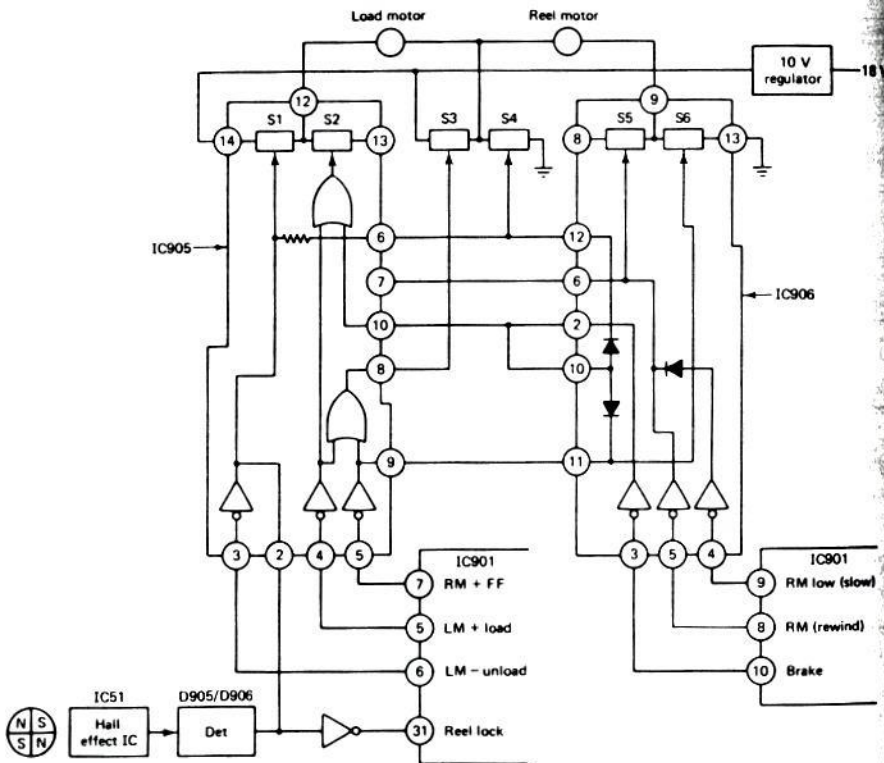 Load motor
Reel motor
10 V
regulator
18 V
12
9
14
S1
S2
13
S3
S4
8
S5
S6
13
IC905
6
12
7
6
IC906
10
2
8
10
9
11
3
2
4
5
3
5
4
IC901
IC901
7
RM + FF
9
RM low (slow)
5
LM + load
8
RM (rewind)
6
LM − unload
10
Brake
IC51
D905/D906
N S
S N
Hall
effect IC
Det
31
Reel lock